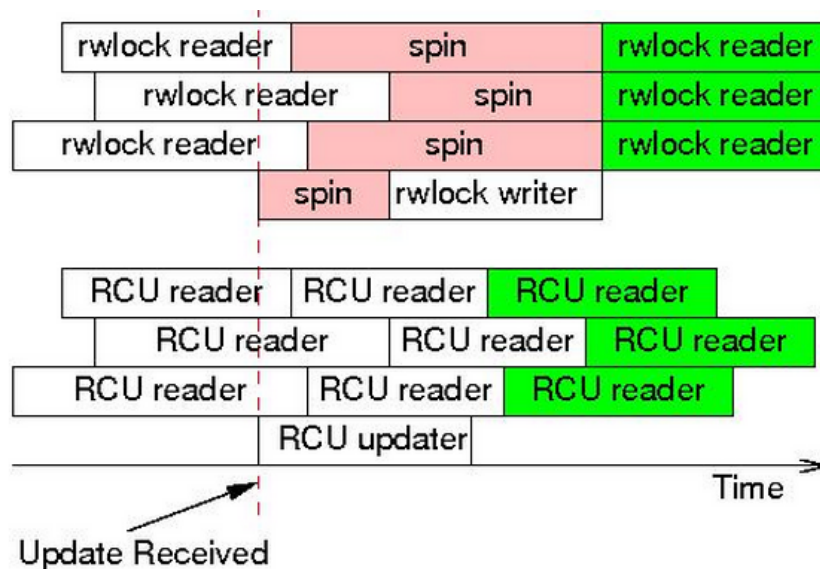 rwlock reader spin rwlock reader
rwlock reader spin rwlock reader
rwlock reader spin rwlock reader
spin rwlock writer
RCU reader RCU reader RCU reader
RCU reader RCU reader RCU reader
RCU reader RCU reader RCU reader
RCU updater
Time
Update Received